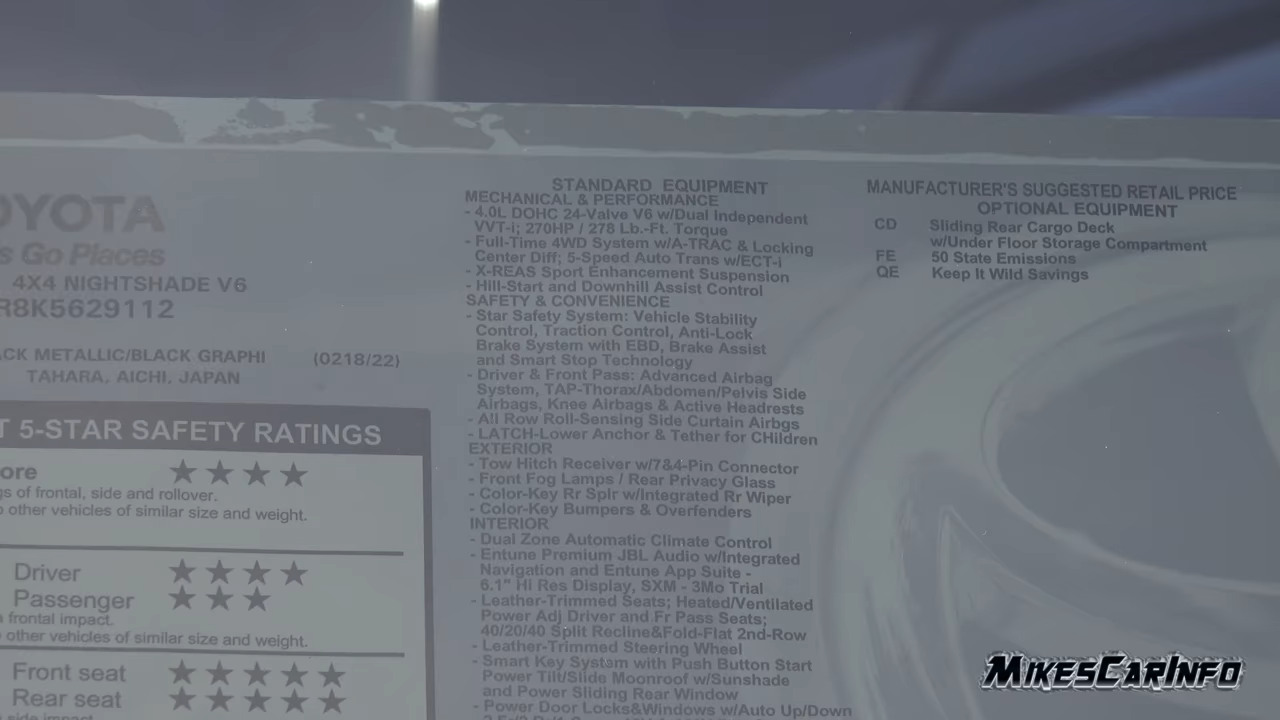 OYOTA
's Go Places
4X4 NIGHTSHADE V6
R8K5629112
ACK METALLIC/BLACK GRAPHI (0218/22)
TAHARA, AICHI, JAPAN
T 5-STAR SAFETY RATINGS
ore ★★★★
gs of frontal, side and rollover.
o other vehicles of similar size and weight.
Driver ★★★★
Passenger ★★★
a frontal impact.
o other vehicles of similar size and weight.
Front seat ★★★★★
Rear seat ★★★★★
side impact.
STANDARD EQUIPMENT
MECHANICAL & PERFORMANCE
- 4.0L DOHC 24-Valve V6 w/Dual Independent
VVT-i; 270HP / 278 Lb.-Ft. Torque
- Full-Time 4WD System w/A-TRAC & Locking
Center Diff; 5-Speed Auto Trans w/ECT-i
- X-REAS Sport Enhancement Suspension
- Hill-Start and Downhill Assist Control
SAFETY & CONVENIENCE
- Star Safety System: Vehicle Stability
Control, Traction Control, Anti-Lock
Brake System with EBD, Brake Assist
and Smart Stop Technology
- Driver & Front Pass: Advanced Airbag
System, TAP-Thorax/Abdomen/Pelvis Side
Airbags, Knee Airbags & Active Headrests
- All Row Roll-Sensing Side Curtain Airbgs
- LATCH-Lower Anchor & Tether for CHildren
EXTERIOR
- Tow Hitch Receiver w/7&4-Pin Connector
- Front Fog Lamps / Rear Privacy Glass
- Color-Key Rr Splr w/Integrated Rr Wiper
- Color-Key Bumpers & Overfenders
INTERIOR
- Dual Zone Automatic Climate Control
- Entune Premium JBL Audio w/Integrated
Navigation and Entune App Suite -
6.1" Hi Res Display, SXM - 3Mo Trial
- Leather-Trimmed Seats; Heated/Ventilated
Power Adj Driver and Fr Pass Seats;
40/20/40 Split Recline&Fold-Flat 2nd-Row
- Leather-Trimmed Steering Wheel
- Smart Key System with Push Button Start
Power Tilt/Slide Moonroof w/Sunshade
and Power Sliding Rear Window
- Power Door Locks&Windows w/Auto Up/Down
MANUFACTURER'S SUGGESTED RETAIL PRICE
OPTIONAL EQUIPMENT
CD Sliding Rear Cargo Deck
w/Under Floor Storage Compartment
FE 50 State Emissions
QE Keep It Wild Savings
MIKESCARINFO